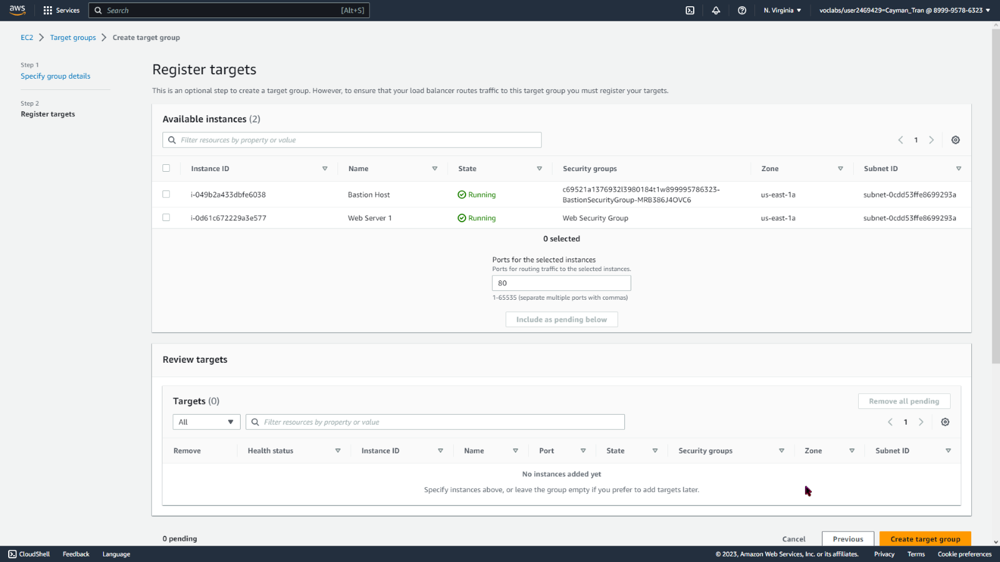 aws
Services
Search
[Alt+S]
N. Virginia
voclabs/user2469429=Cayman_Tran @ 8999-9578-6323
EC2
Target groups
Create target group
Step 1
Specify group details
Step 2
Register targets
Register targets
This is an optional step to create a target group. However, to ensure that your load balancer routes traffic to this target group you must register your targets.
Available instances (2)
Filter resources by property or value
1
Instance ID
Name
State
Security groups
Zone
Subnet ID
i-049b2a433dbfe6038
Bastion Host
Running
c69521a1376932l3980184t1w899995786323-
BastionSecurityGroup-MRB386J4OVC6
us-east-1a
subnet-0cdd53ffe8699293a
i-0d61c672229a3e577
Web Server 1
Running
Web Security Group
us-east-1a
subnet-0cdd53ffe8699293a
0 selected
Ports for the selected instances
Ports for routing traffic to the selected instances.
80
1-65535 (separate multiple ports with commas)
Include as pending below
Review targets
Targets (0)
Remove all pending
All
Filter resources by property or value
1
Remove
Health status
Instance ID
Name
Port
State
Security groups
Zone
Subnet ID
No instances added yet
Specify instances above, or leave the group empty if you prefer to add targets later.
0 pending
Cancel
Previous
Create target group
CloudShell
Feedback
Language
© 2023, Amazon Web Services, Inc. or its affiliates.
Privacy
Terms
Cookie preferences